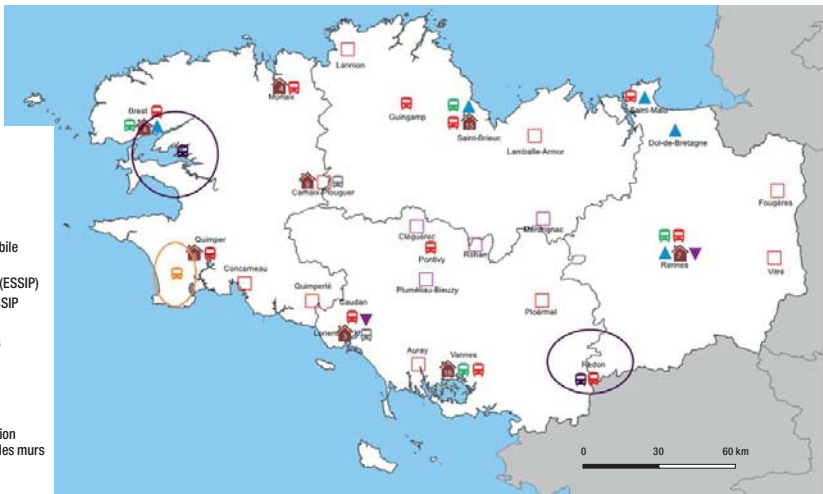 Lannion
Morlaix
Guingamp
Brest
Saint-Brieuc
Lamballe-Armor
Saint-Malo
Dol-de-Bretagne
Carhaix-Plouguer
Fougères
Cléguérec
Merdrignac
Rohan
Pontivy
Quimper
Rennes
Vitré
Concarneau
Quimperlé
Pluméliau-Bieuzy
Caudan
Ploërmel
Lorient
Auray
Vannes
Redon
bile
(ESSIP)
SIP
ion
des murs
0 30 60 km